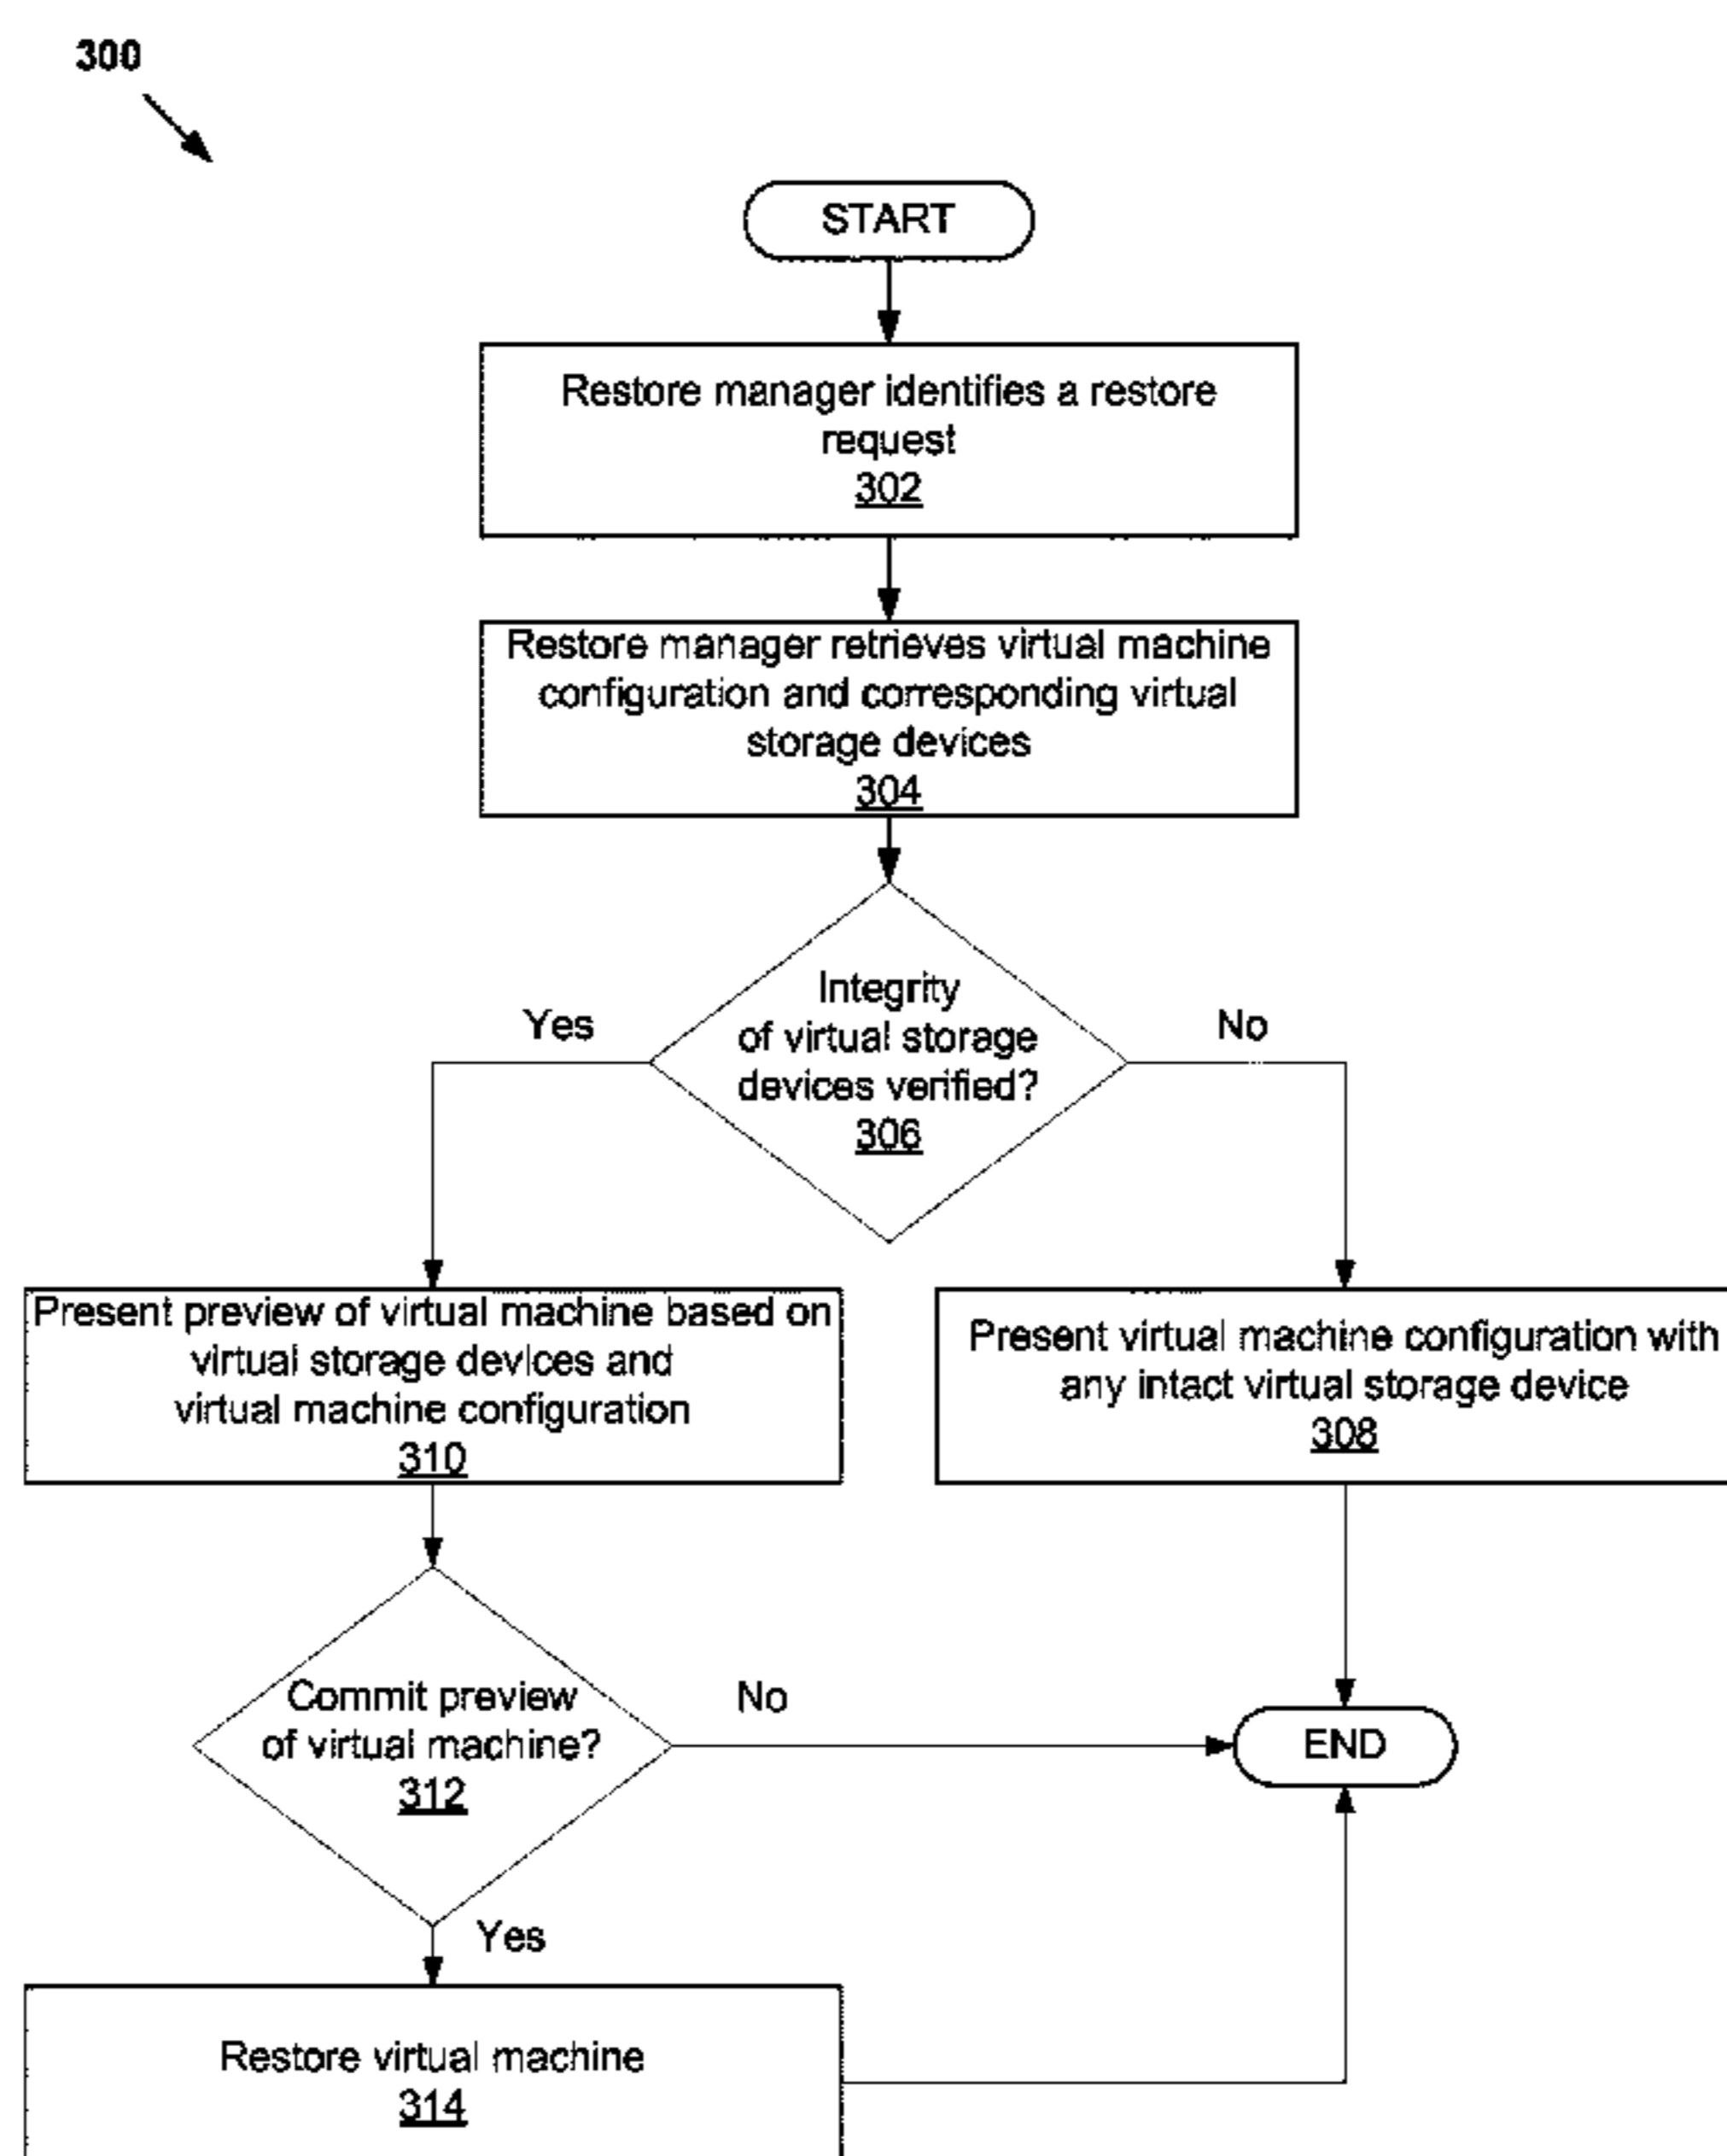 300
START
Restore manager identifies a restore
request
302
Restore manager retrieves virtual machine
configuration and corresponding virtual
storage devices
304
Integrity
of virtual storage
devices verified?
306
Yes
No
Present preview of virtual machine based on
virtual storage devices and
virtual machine configuration
310
Present virtual machine configuration with
any intact virtual storage device
308
Commit preview
of virtual machine?
312
No
END
Yes
Restore virtual machine
314